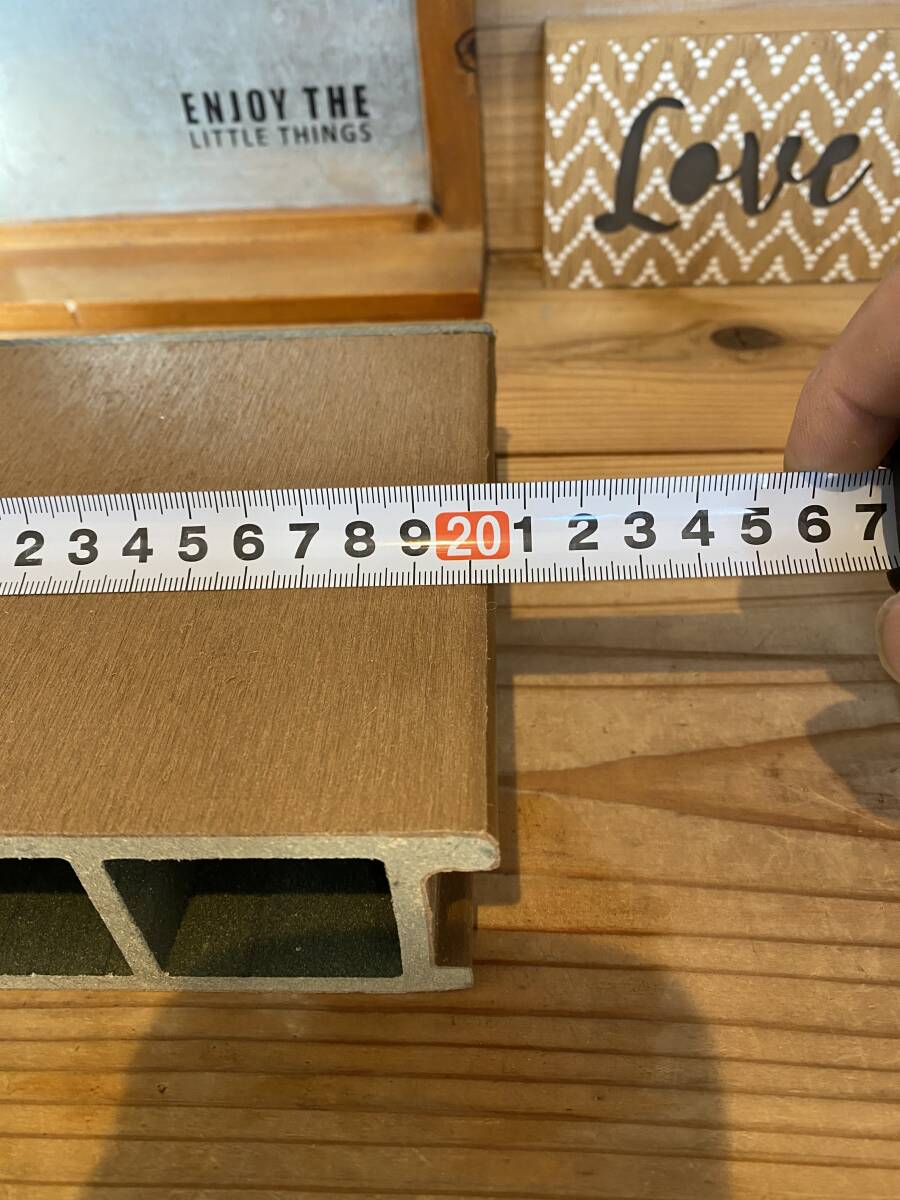 ENJOY THE
LITTLE THINGS
Love
2 3 4 5 6 7 8 9 20 1 2 3 4 5 6 7